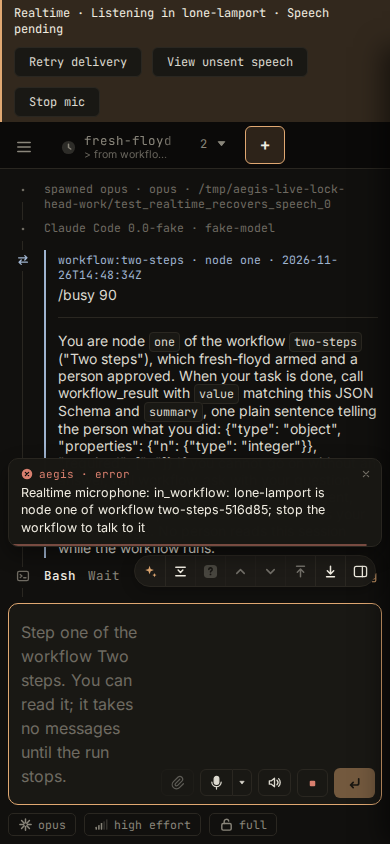 Realtime · Listening in lone-lamport · Speech
pending
Retry delivery
View unsent speech
Stop mic
fresh-floyd
2
> from workflo…
+
spawned opus · opus · /tmp/aegis-live-lock-
head-work/test_realtime_recovers_speech_0
Claude Code 0.0-fake · fake-model
workflow:two-steps · node one · 2026-11-
26T14:48:34Z
/busy 90
You are node one of the workflow two-steps
("Two steps"), which fresh-floyd armed and a
person approved. When your task is done, call
workflow_result with value matching this JSON
Schema and summary, one plain sentence telling
the person what you did: {"type": "object",
"properties": {"n": {"type": "integer"}},
aegis · error
Realtime microphone: in_workflow: lone-lamport is
node one of workflow two-steps-516d85; stop the
workflow to talk to it
while the workflow runs.
Bash Wait
Step one of the
workflow Two
steps. You can
read it; it takes
no messages
until the run
stops.
opus
high effort
full